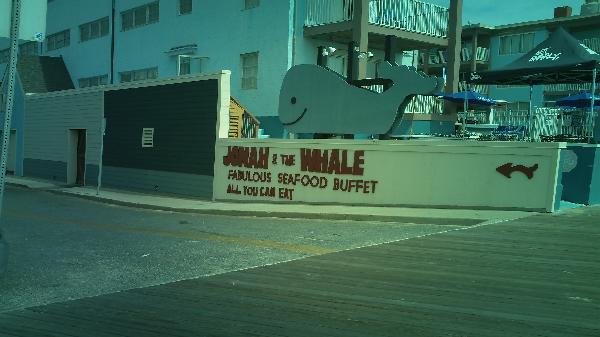 JONAH & THE WHALE
FABULOUS SEAFOOD BUFFET
ALL YOU CAN EAT